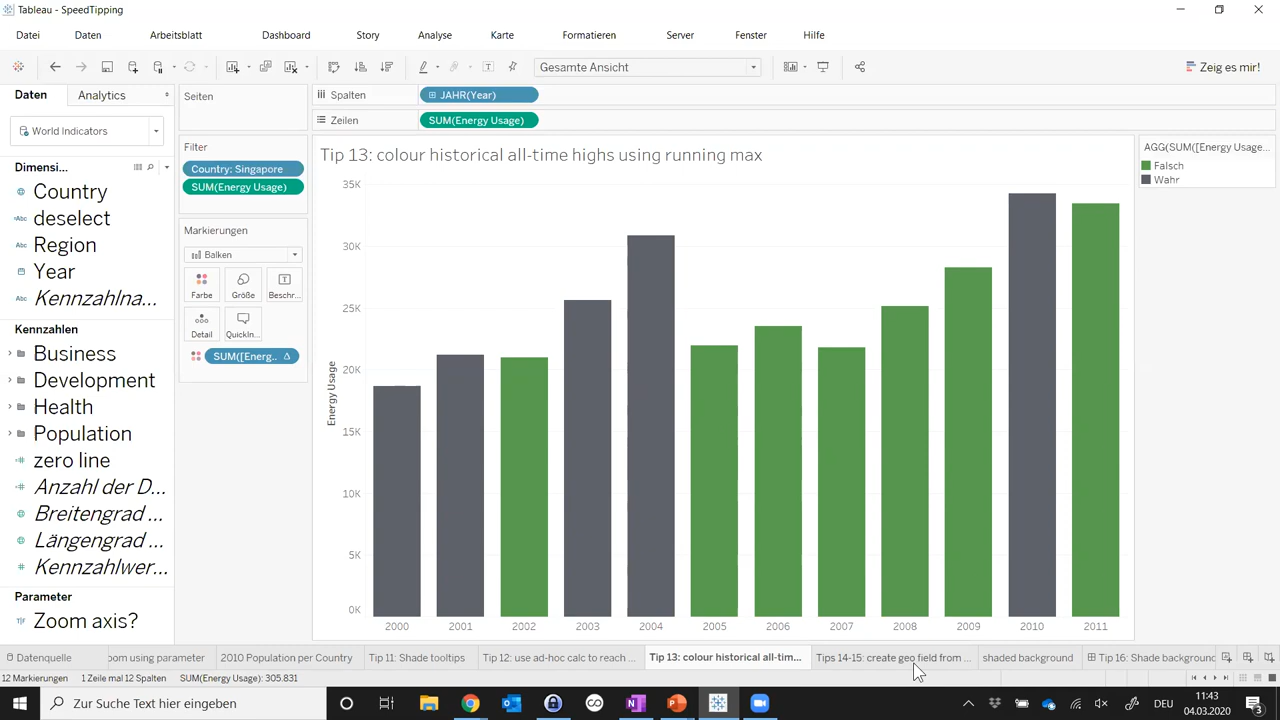 Tableau - SpeedTipping
Datei Daten Arbeitsblatt Dashboard Story Analyse Karte Formatieren Server Fenster Hilfe
Gesamte Ansicht
Zeig es mir!
Daten Analytics
World Indicators
Dimensi...
Country
deselect
Region
Year
Kennzahlna...
Kennzahlen
Business
Development
Health
Population
zero line
Anzahl der D...
Breitengrad ...
Längengrad ...
Kennzahlwer...
Parameter
Zoom axis?
Seiten
Filter
Country: Singapore
SUM(Energy Usage)
Markierungen
Balken
Farbe Größe Beschr...
Detail QuickIn...
SUM([Energ.. Δ
Spalten JAHR(Year)
Zeilen SUM(Energy Usage)
Tip 13: colour historical all-time highs using running max
35K
30K
25K
20K
15K
10K
5K
0K
Energy Usage
2000 2001 2002 2003 2004 2005 2006 2007 2008 2009 2010 2011
AGG(SUM([Energy Usage...
Falsch
Wahr
Datenquelle oom using parameter 2010 Population per Country Tip 11: Shade tooltips Tip 12: use ad-hoc calc to reach ... Tip 13: colour historical all-tim... Tips 14-15: create geo field from ... shaded background Tip 16: Shade background
12 Markierungen 1 Zeile mal 12 Spalten SUM(Energy Usage): 305.831
Zur Suche Text hier eingeben
DEU
11:43
04.03.2020
3